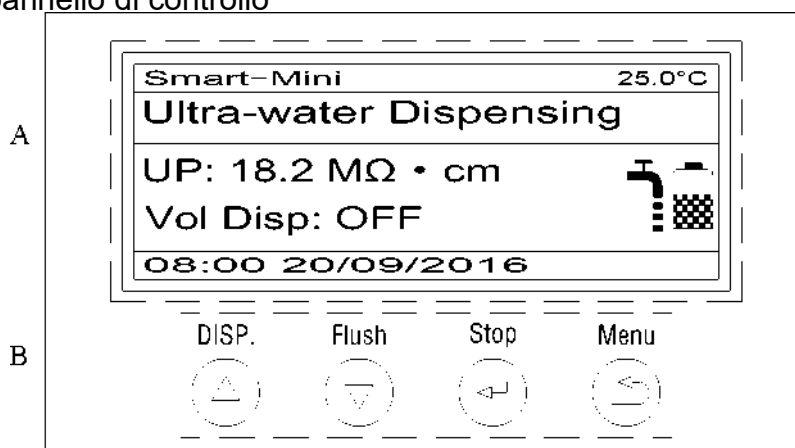 pannello di controllo
Smart-Mini 25.0°C
Ultra-water Dispensing
A
UP: 18.2 MΩ • cm
Vol Disp: OFF
08:00 20/09/2016
DISP. Flush Stop Menu
B